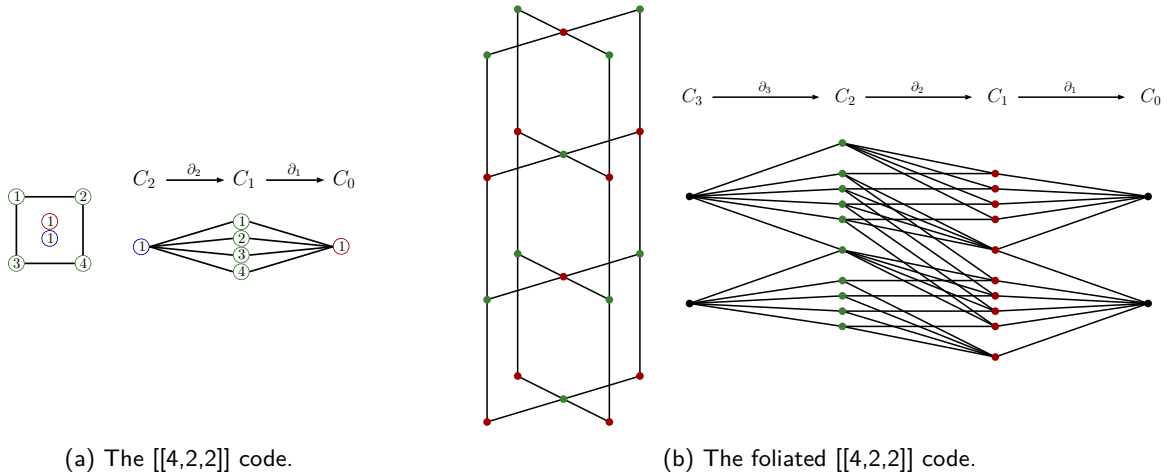 C₂ ∂₂ C₁ ∂₁ C₀
1 2
1
1
3 4
1 1 2 3 4 1
(a) The [[4,2,2]] code.
C₃ ∂₃ C₂ ∂₂ C₁ ∂₁ C₀
(b) The foliated [[4,2,2]] code.